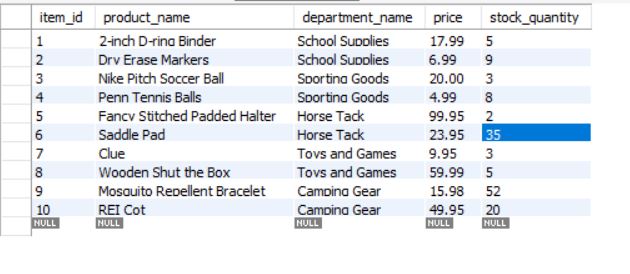 item_id product_name department_name price stock_quantity
1 2-inch D-ring Binder School Supplies 17.99 5
2 Dry Erase Markers School Supplies 6.99 9
3 Nike Pitch Soccer Ball Sporting Goods 20.00 3
4 Penn Tennis Balls Sporting Goods 4.99 8
5 Fancy Stitched Padded Halter Horse Tack 99.95 2
6 Saddle Pad Horse Tack 23.95 35
7 Clue Toys and Games 9.95 3
8 Wooden Shut the Box Toys and Games 59.99 5
9 Mosquito Repellent Bracelet Camping Gear 15.98 52
10 REI Cot Camping Gear 49.95 20
NULL NULL NULL NULL NULL